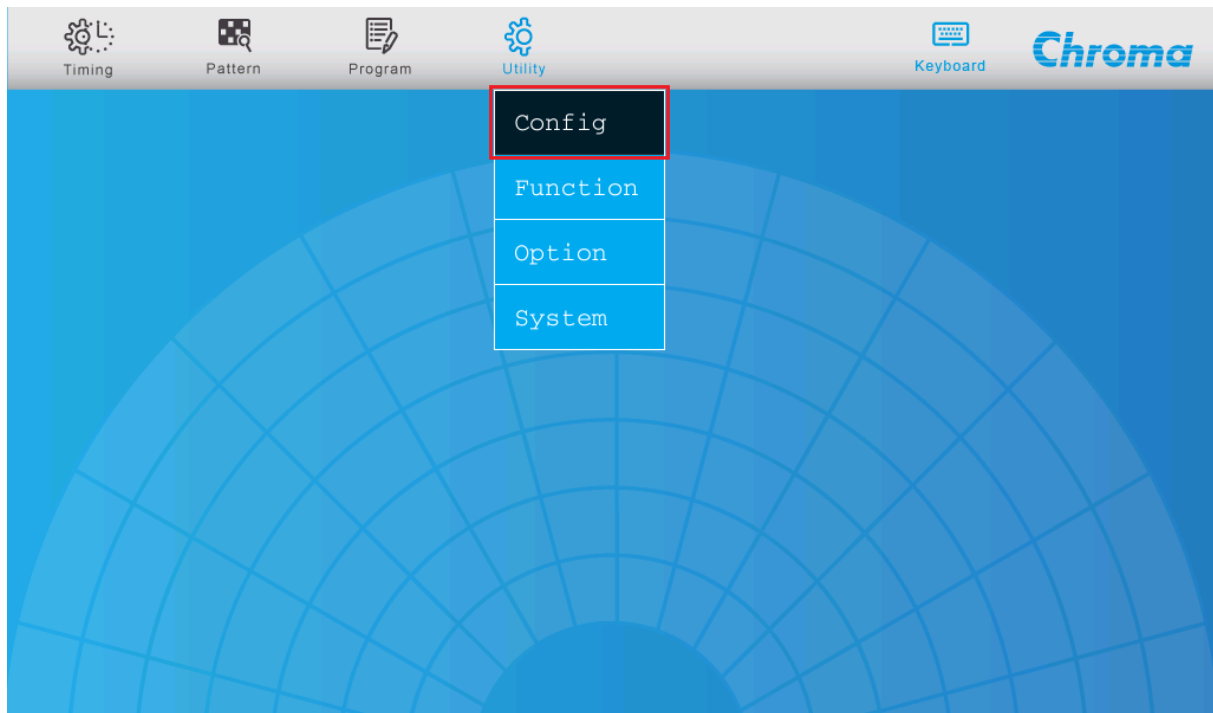 Timing
Pattern
Program
Utility
Keyboard
Chroma
Config
Function
Option
System